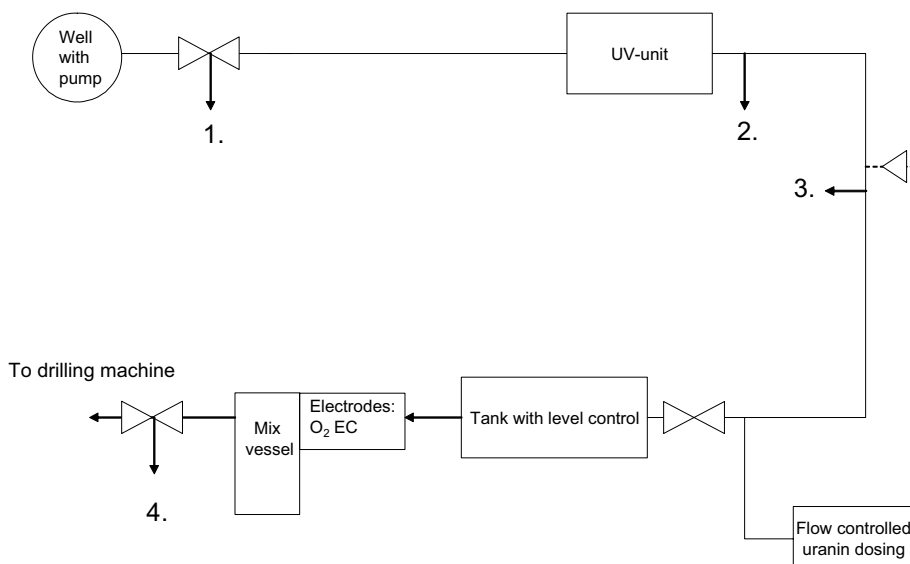 Well
with
pump
UV-unit
1.
2.
3.
To drilling machine
Electrodes:
O₂ EC
Mix
vessel
Tank with level control
4.
Flow controlled
uranin dosing